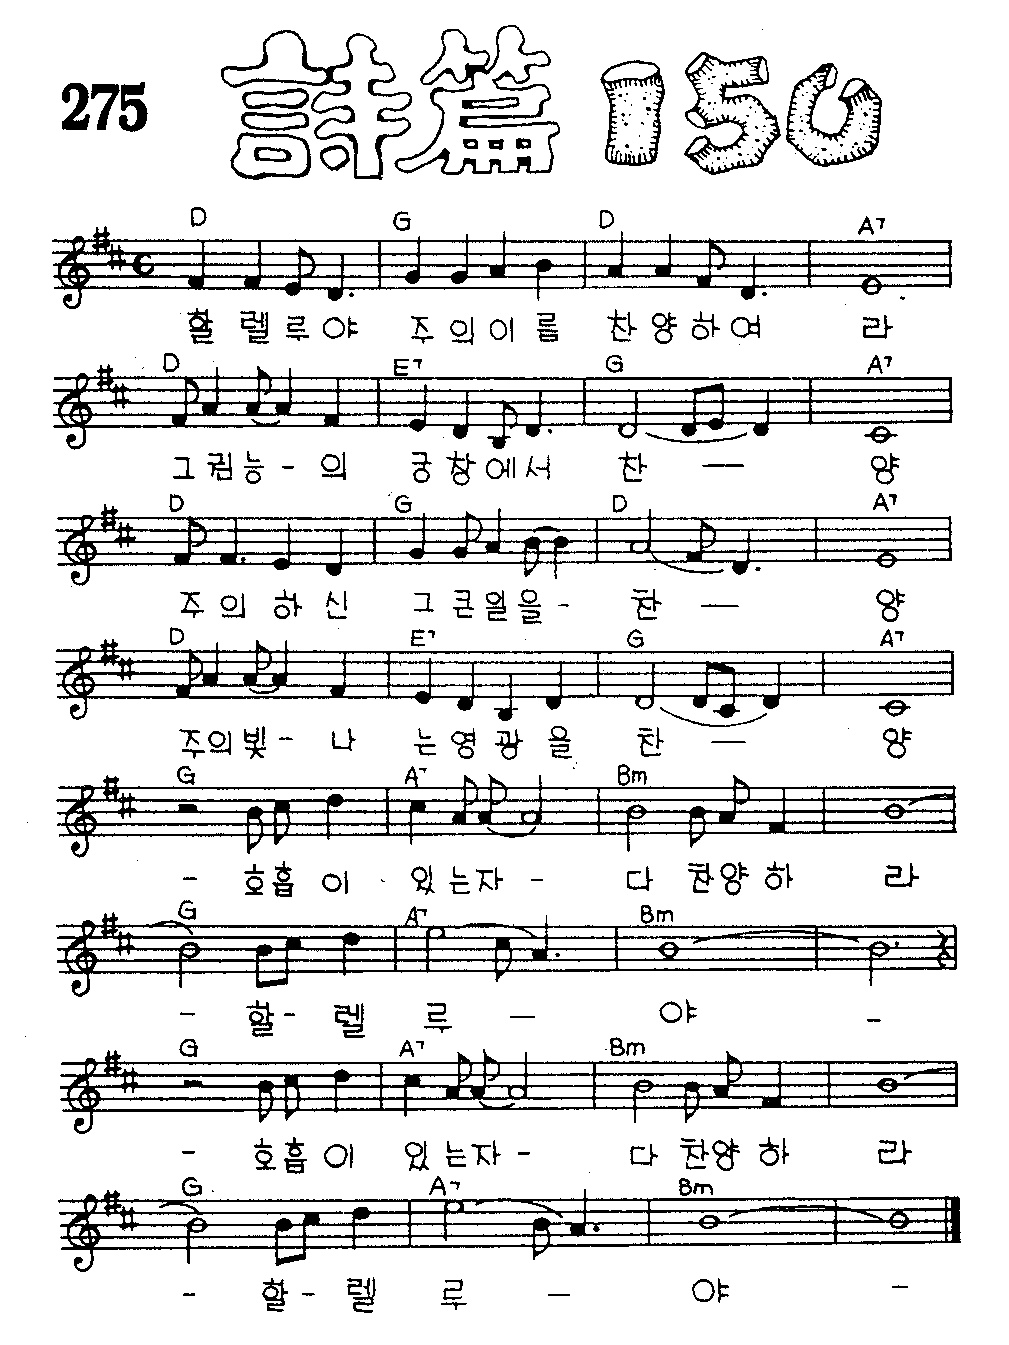 275 詩篇 150
D G D A7
할렐루야 주의이름 찬양하여 라
D E7 G A7
그권능-의 궁창에서 찬 — 양
D G D A7
주의하신 그큰일을- 찬 — 양
D E7 G A7
주의빛-나 는영광을 찬 — 양
G A7 Bm
- 호흡이 있는자- 다찬양하 라
G A7 Bm
- 할-렐 루 — 야 -
G A7 Bm
- 호흡이 있는자- 다찬양하 라
G A7 Bm
- 할-렐 루 — 야 -